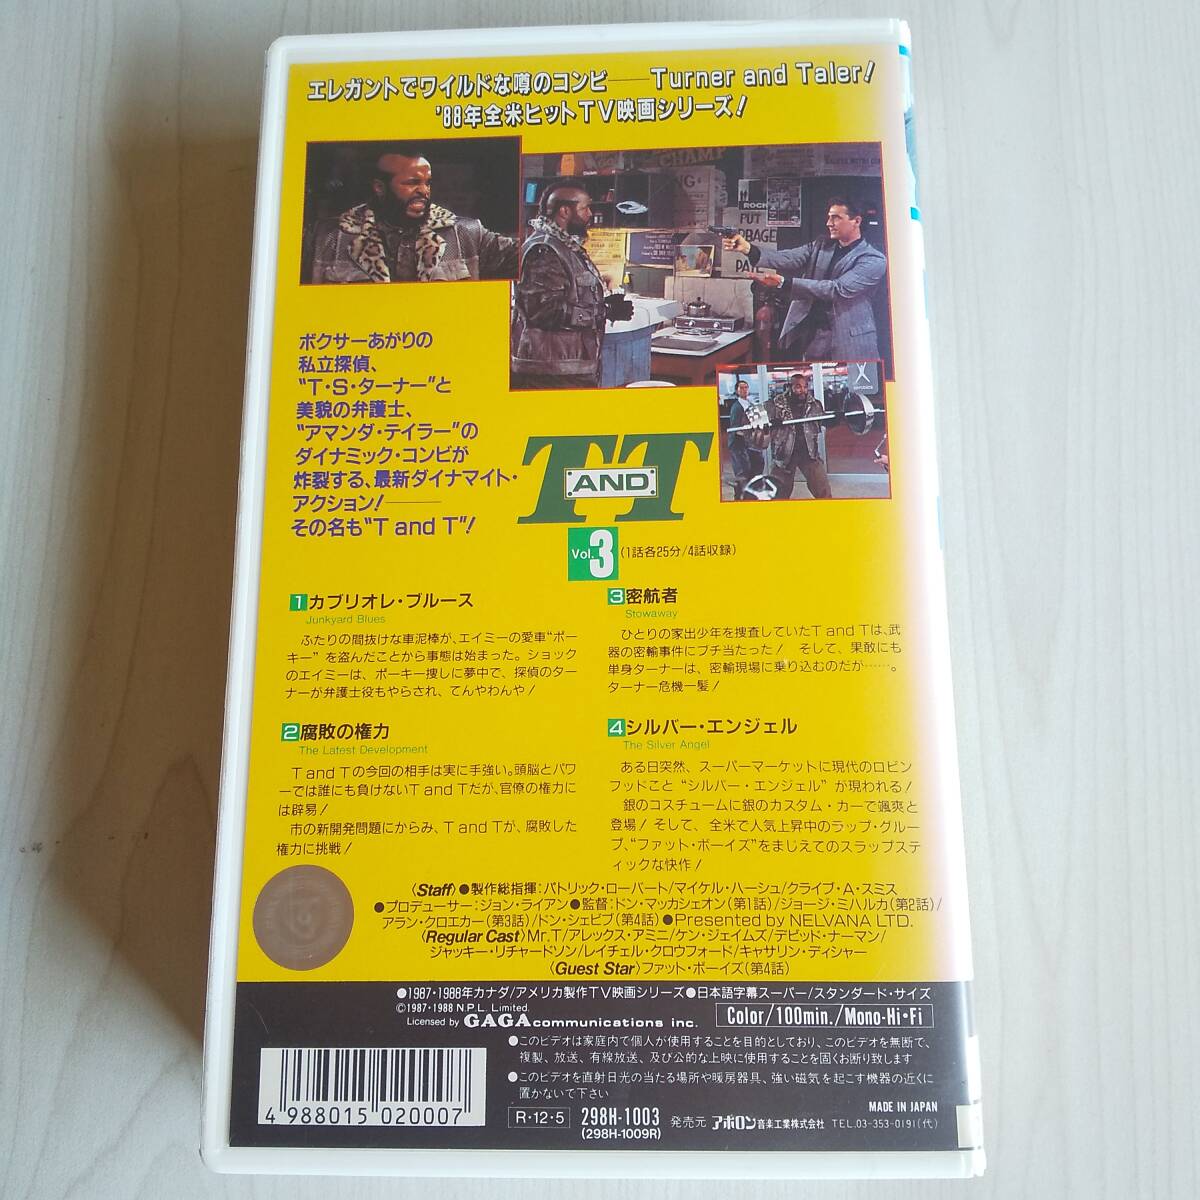 エレガントでワイルドな噂のコンビ——Turner and Taler!
'88年全米ヒットTV映画シリーズ!
CHAMP
ROCK
PUT
PAYE
ボクサーあがりの
私立探偵、
“T・S・ターナー”と
美貌の弁護士、
“アマンダ・テイラー”の
ダイナミック・コンビが
炸裂する、最新ダイナマイト・
アクション!——
その名も“T and T”!
T AND T
Vol.3 (1話各25分/4話収録)
1 カブリオレ・ブルース
Junkyard Blues
ふたりの間抜けな車泥棒が、エイミーの愛車“ポー
キー”を盗んだことから事態は始まった。ショック
のエイミーは、ポーキー捜しに夢中で、探偵のター
ナーが弁護士役もやらされ、てんやわんや!
2 腐敗の権力
The Latest Development
T and Tの今回の相手は実に手強い。頭脳とパワ
ーでは誰にも負けないT and Tだが、官僚の権力に
は辟易!
市の新開発問題にからみ、T and Tが、腐敗した
権力に挑戦!
3 密航者
Stowaway
ひとりの家出少年を捜査していたT and Tは、武
器の密輸事件にブチ当たった! そして、果敢にも
単身ターナーは、密輸現場に乗り込むのだが……。
ターナー危機一髪!
4 シルバー・エンジェル
The Silver Angel
ある日突然、スーパーマーケットに現代のロビン
フッドこと“シルバー・エンジェル”が現われる!
銀のコスチュームに銀のカスタム・カーで颯爽と
登場! そして、全米で人気上昇中のラップ・グルー
プ、“ファット・ボーイズ”をまじえてのスラップステ
ィックな快作!
〈Staff〉●製作総指揮:パトリック・ローバート/マイケル・ハーシュ/クライブ・A・スミス
●プロデューサー:ジョン・ライアン●監督:ドン・マッカシェオン(第1話)/ジョージ・ミハルカ(第2話)/
アラン・クロエカー(第3話)/ドン・シェビブ(第4話)●Presented by NELVANA LTD.
〈Regular Cast〉Mr.T/アレックス・アミニ/ケン・ジェイムズ/デビッド・ナーマン/
ジャッキー・リチャードソン/レイチェル・クロウフォード/キャサリン・ディシャー
〈Guest Star〉ファット・ボーイズ(第4話)
●1987・1988年カナダ/アメリカ製作TV映画シリーズ●日本語字幕スーパー/スタンダード・サイズ
©1987・1988 N.P.L. Limited.
Licensed by GAGA communications inc.
Color/100min./Mono-Hi・Fi
●このビデオは家庭内で個人が使用することを目的としており、このビデオを無断で、
複製、放送、有線放送、及び公的な上映に使用することを固くお断り致します
●このビデオを直射日光の当たる場所や暖房器具、強い磁気を起こす機器の近くに
置かないで下さい
4 988015 020007
MADE IN JAPAN
R・12・5
298H-1003
(298H-1009R)
発売元 アポロン音楽工業株式会社 TEL.03-353-0191(代)